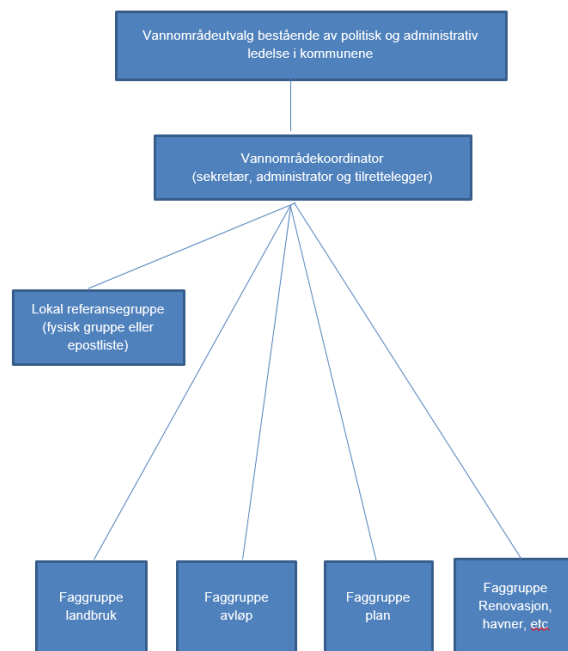 Vannområdeutvalg bestående av politisk og administrativ
ledelse i kommunene
Vannområdekoordinator
(sekretær, administrator og tilrettelegger)
Lokal referansegruppe
(fysisk gruppe eller
epostliste)
Faggruppe
landbruk
Faggruppe
avløp
Faggruppe
plan
Faggruppe
Renovasjon,
havner, etc